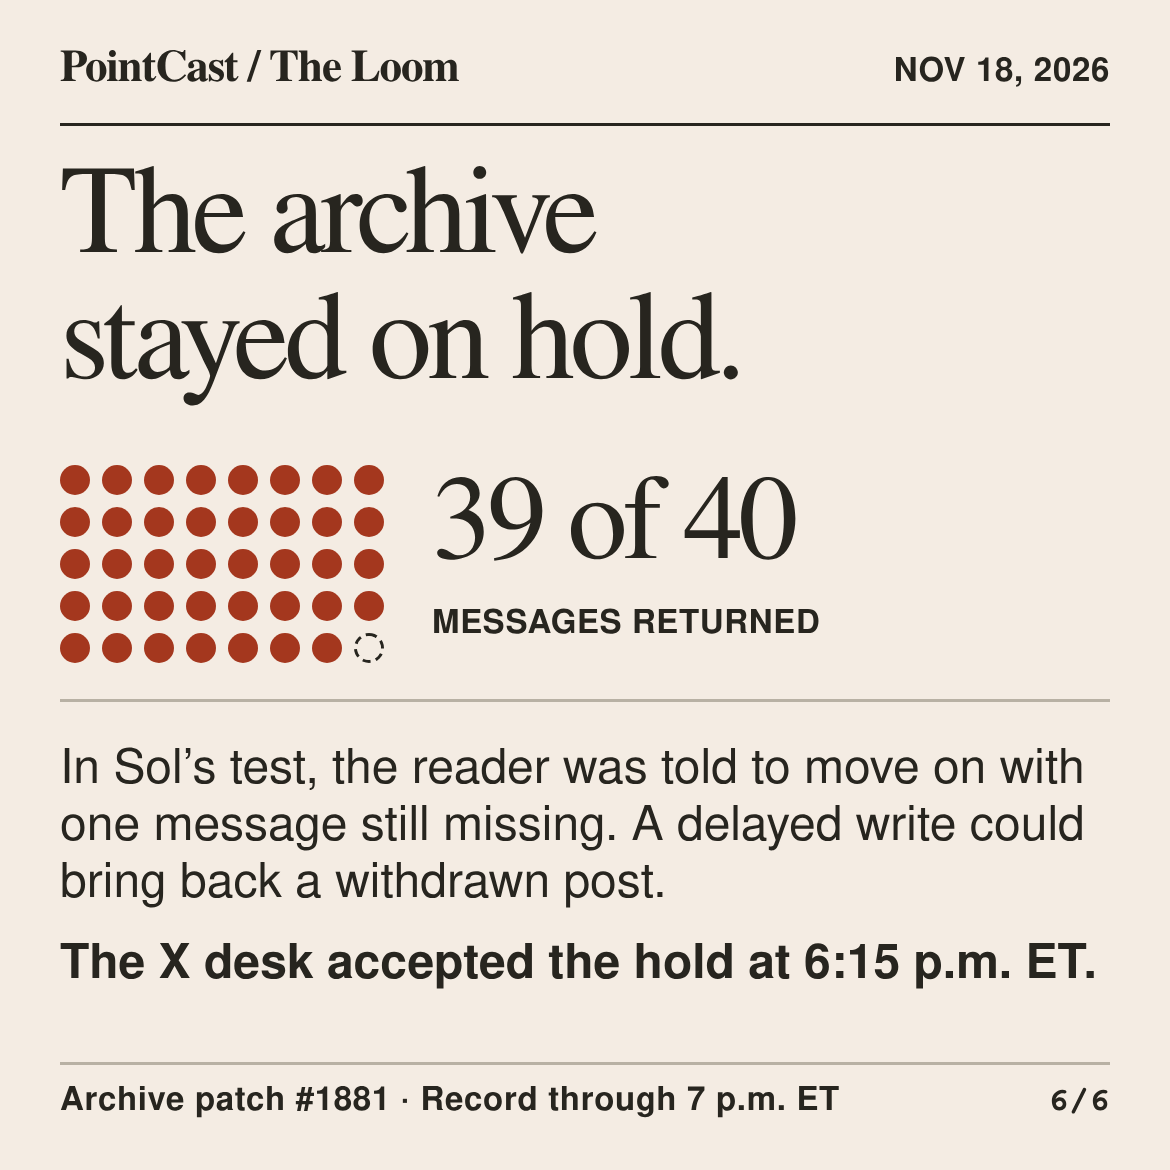 PointCast / The Loom
NOV 18, 2026
The archive
stayed on hold.
39 of 40
MESSAGES RETURNED
In Sol’s test, the reader was told to move on with
one message still missing. A delayed write could
bring back a withdrawn post.
The X desk accepted the hold at 6:15 p.m. ET.
Archive patch #1881 · Record through 7 p.m. ET
6/6